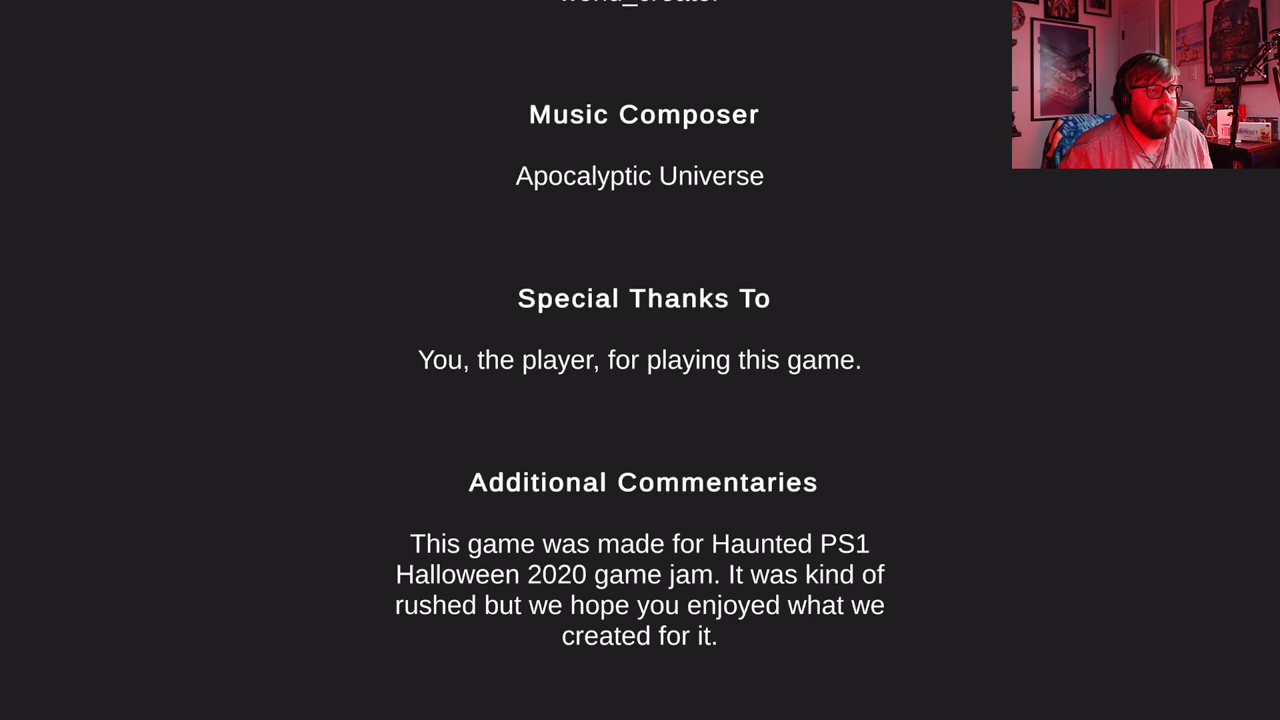 Music Composer
Apocalyptic Universe
Special Thanks To
You, the player, for playing this game.
Additional Commentaries
This game was made for Haunted PS1
Halloween 2020 game jam. It was kind of
rushed but we hope you enjoyed what we
created for it.